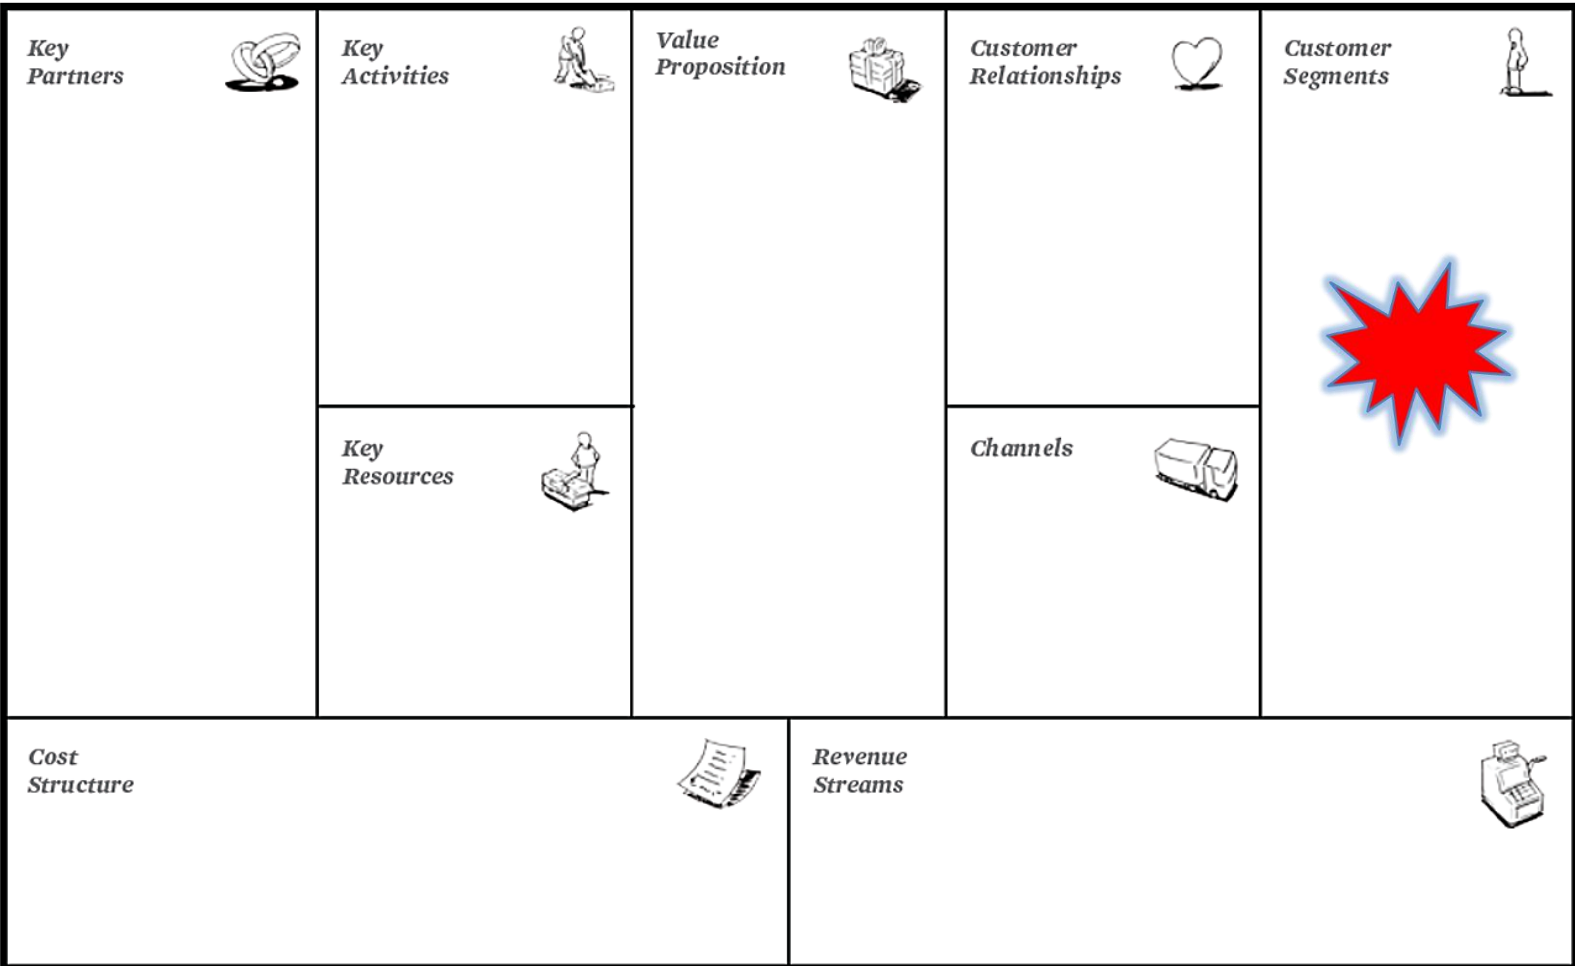 Key
Partners
Key
Activities
Value
Proposition
Customer
Relationships
Customer
Segments
Key
Resources
Channels
Cost
Structure
Revenue
Streams